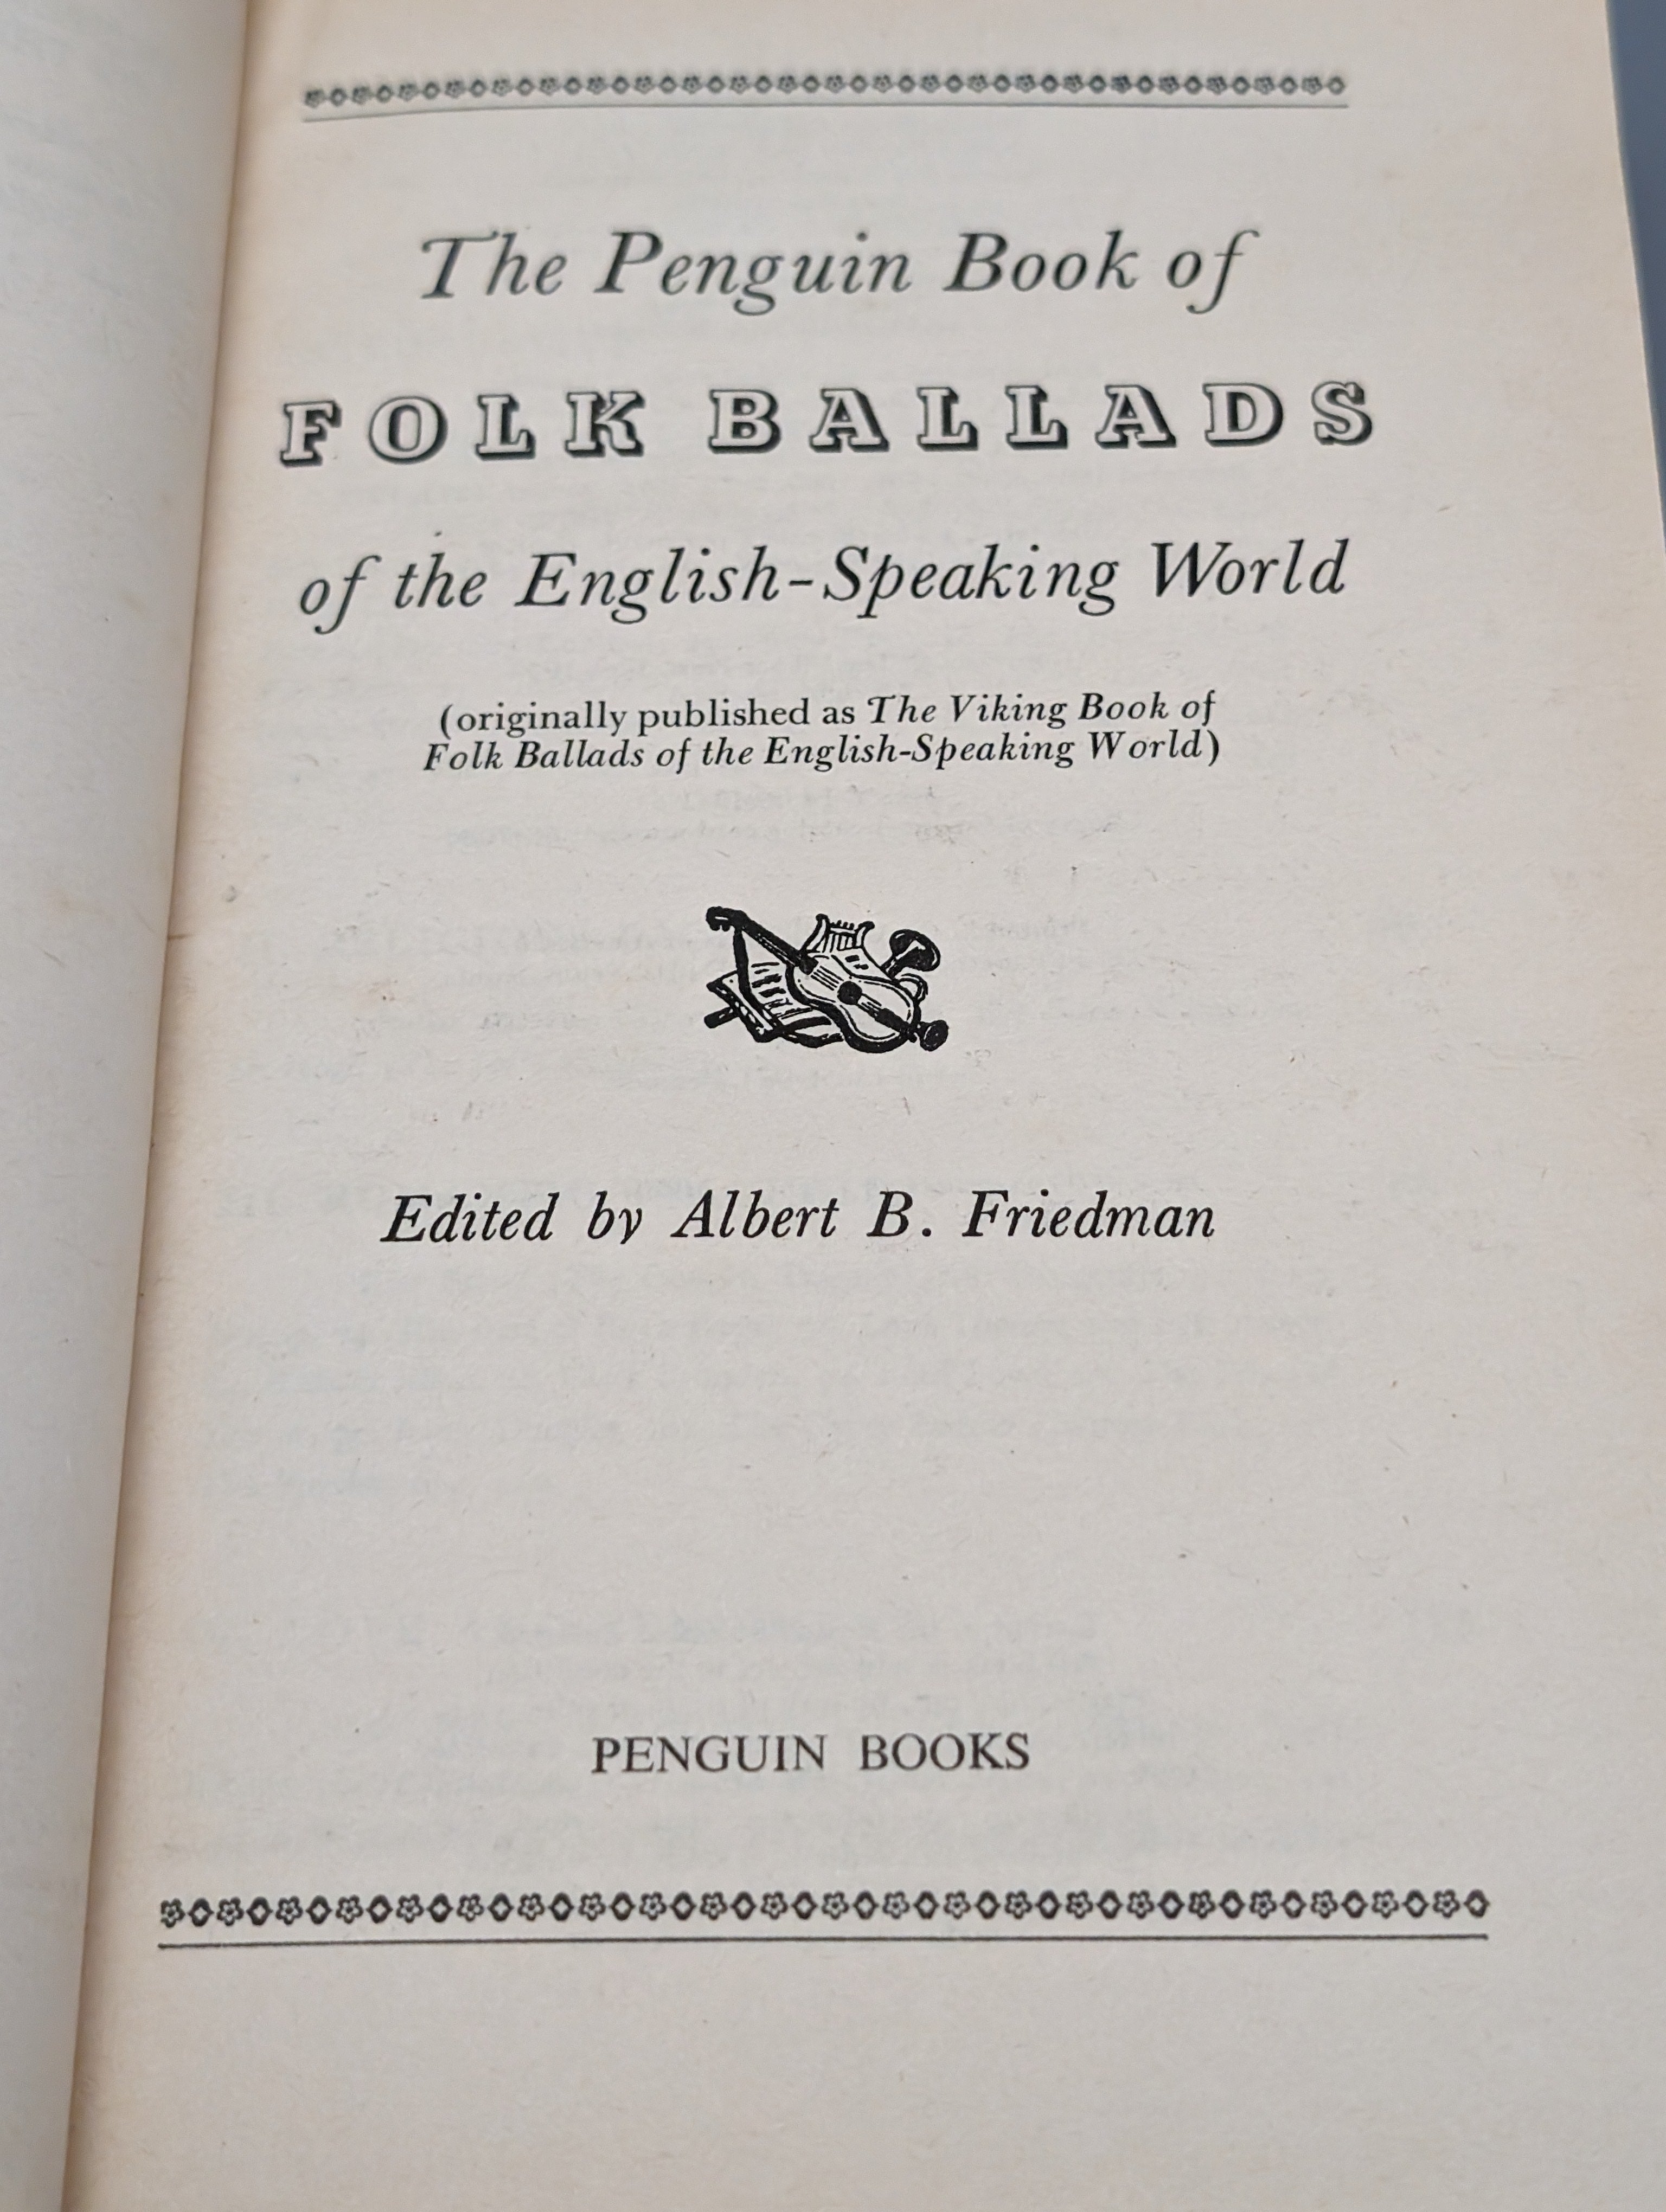 The Penguin Book of
FOLK BALLADS
of the English-Speaking World
(originally published as The Viking Book of
Folk Ballads of the English-Speaking World)
Edited by Albert B. Friedman
PENGUIN BOOKS